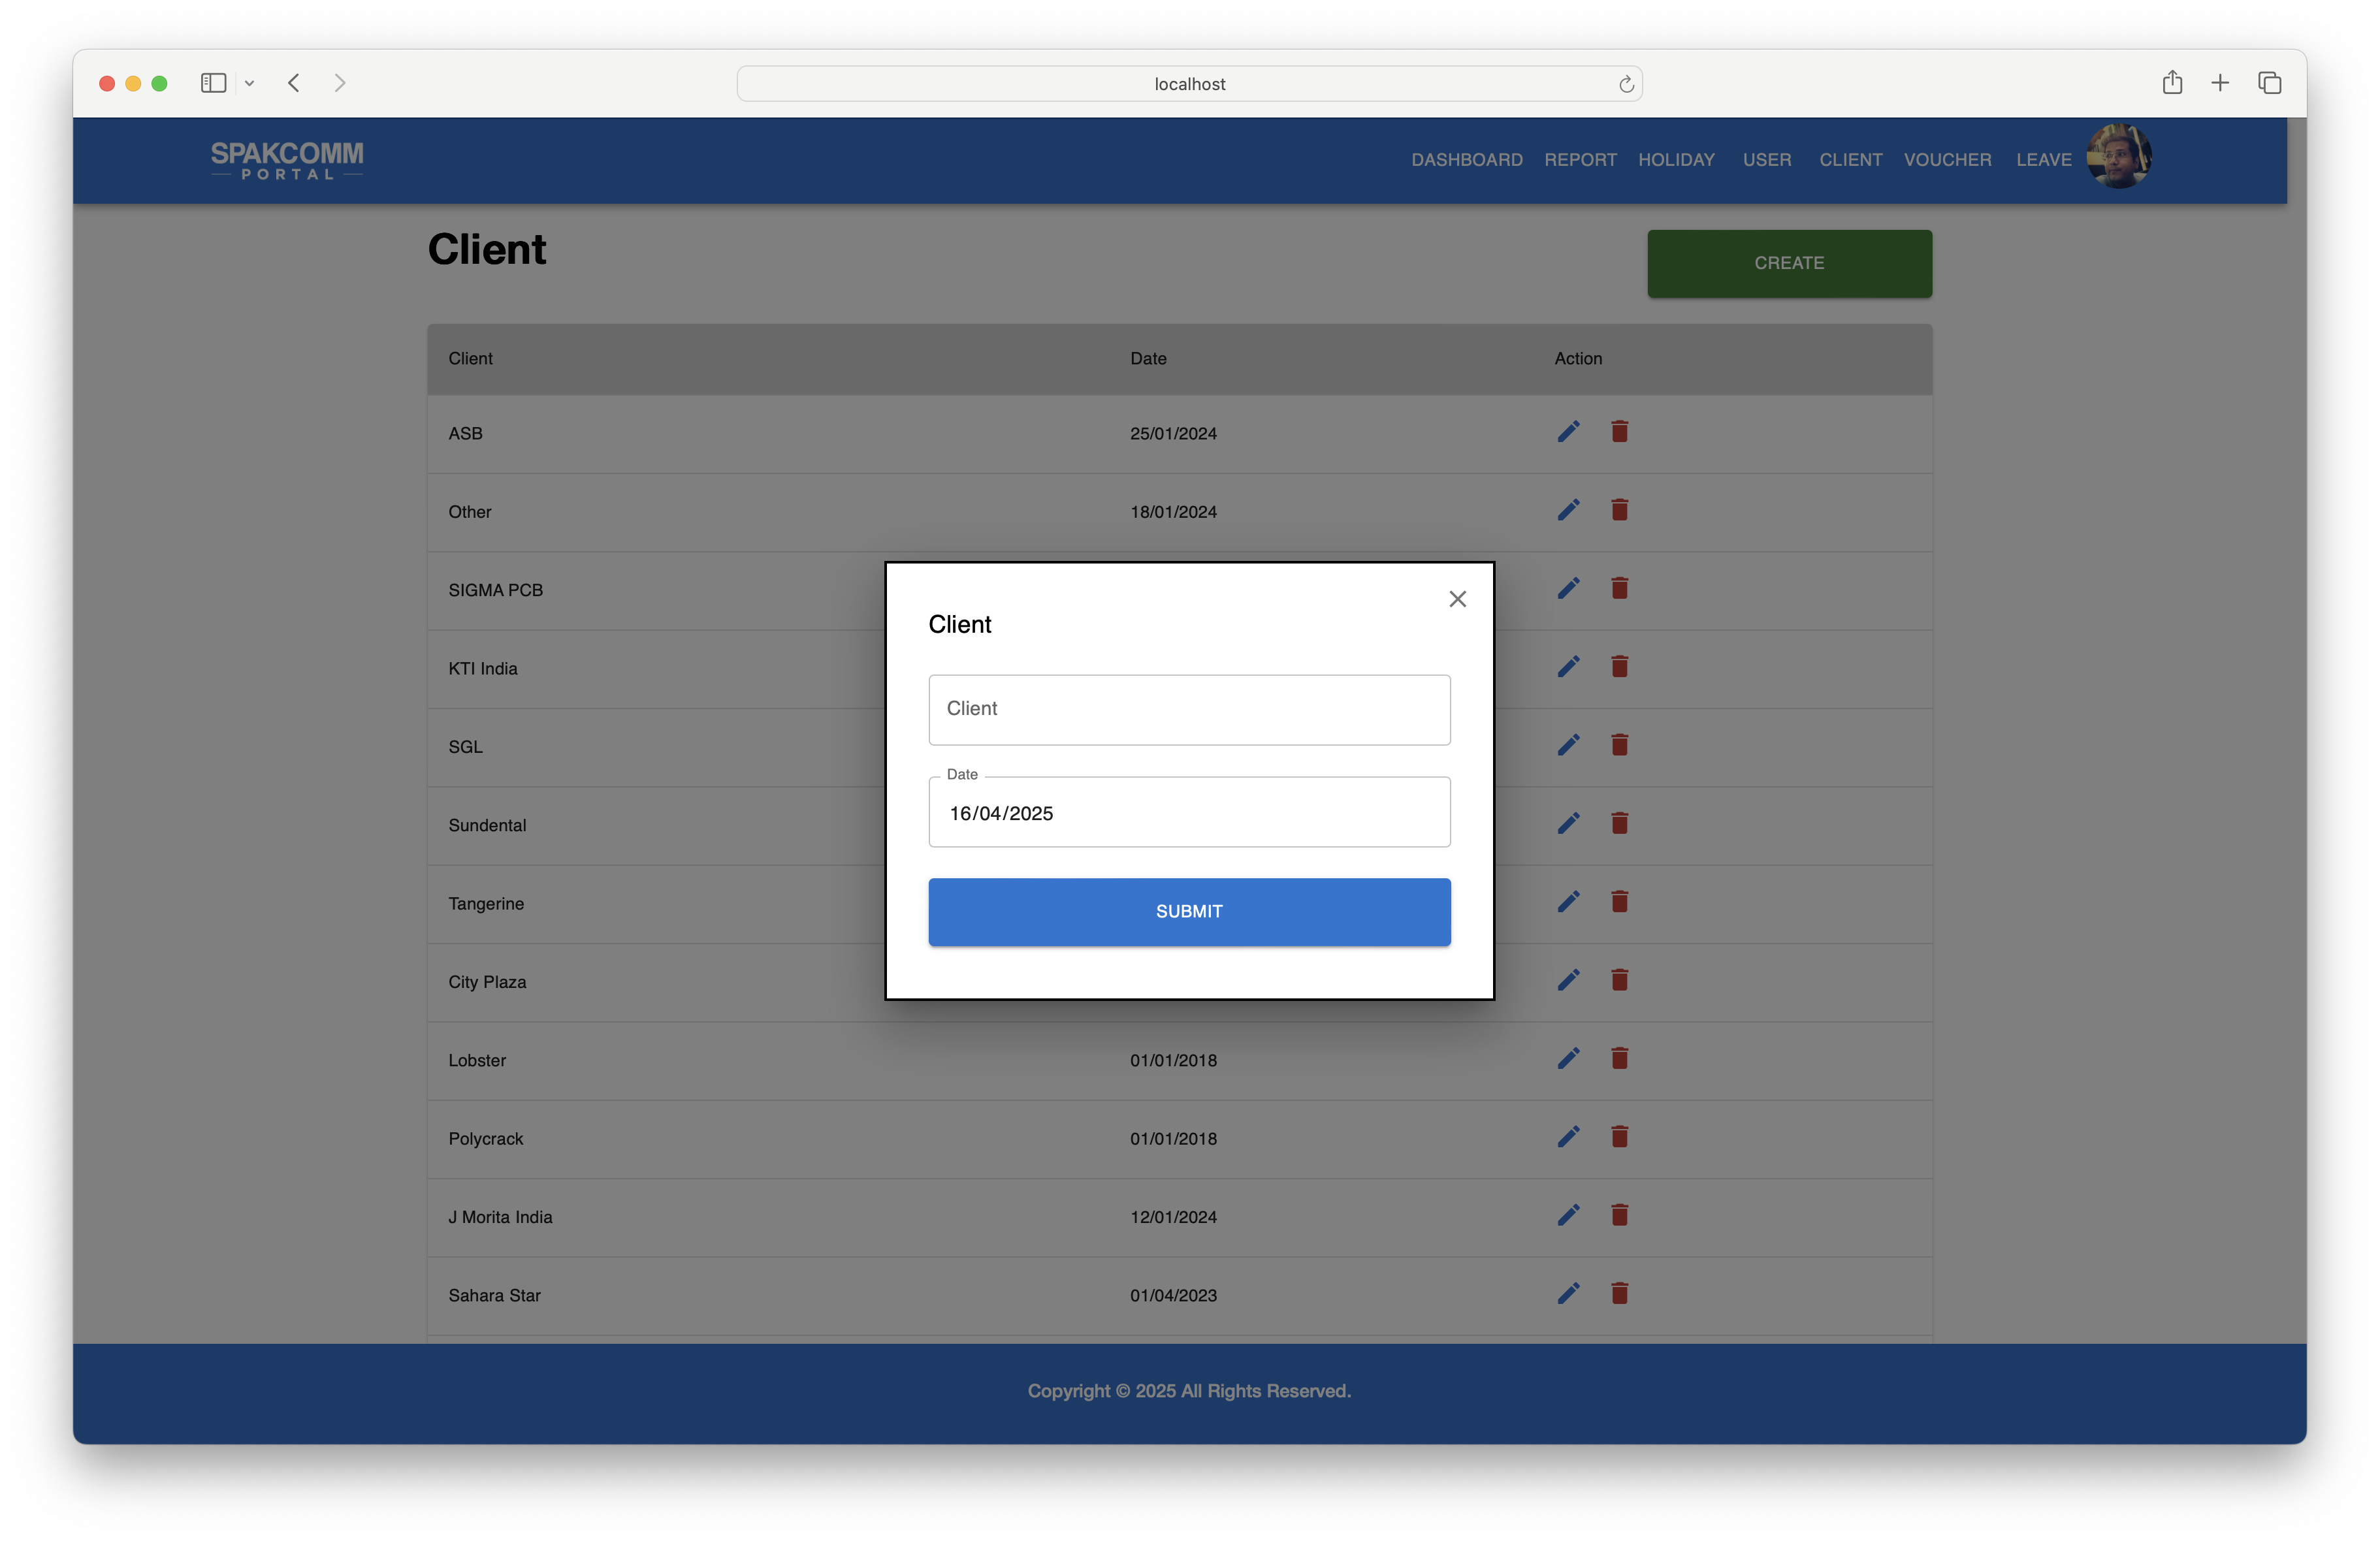 localhost
SPAKCOMM
PORTAL
DASHBOARD REPORT HOLIDAY USER CLIENT VOUCHER LEAVE
Client
CREATE
Client Date Action
ASB 25/01/2024
Other 18/01/2024
SIGMA PCB
KTI India
SGL
Sundental
Tangerine
City Plaza
Lobster 01/01/2018
Polycrack 01/01/2018
J Morita India 12/01/2024
Sahara Star 01/04/2023
Client
Client
Date
16/04/2025
SUBMIT
Copyright © 2025 All Rights Reserved.